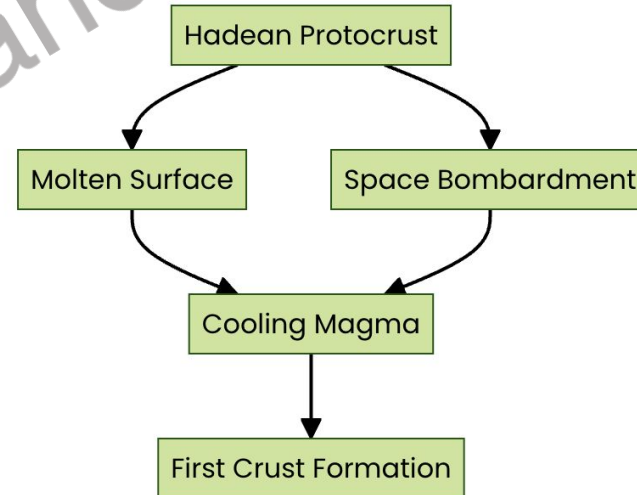 Hadean Protocrust
Molten Surface
Space Bombardment
Cooling Magma
First Crust Formation